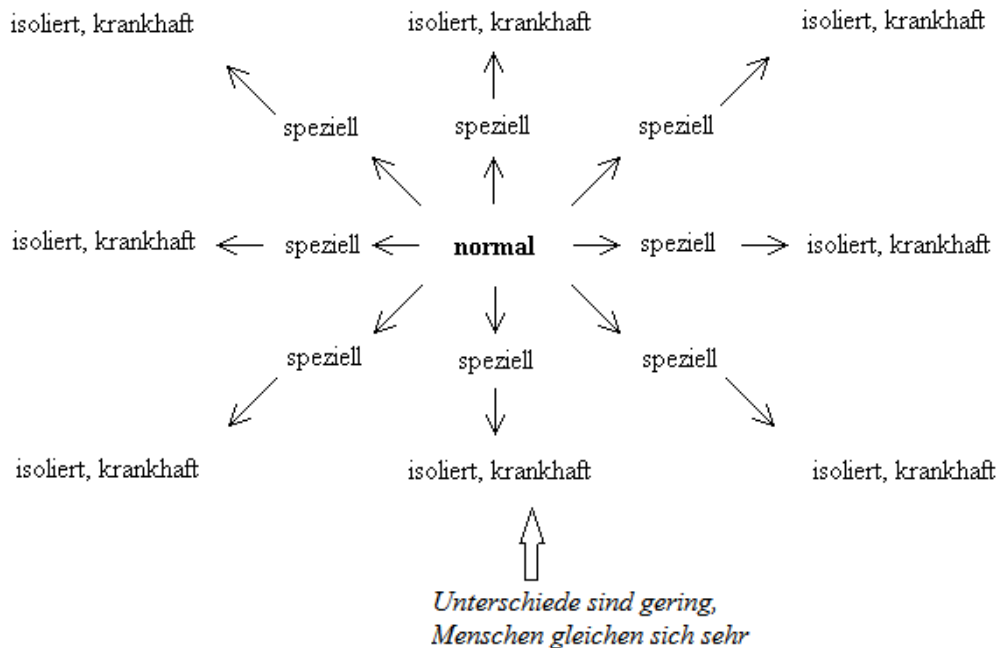 isoliert, krankhaft isoliert, krankhaft isoliert, krankhaft
speziell speziell speziell
isoliert, krankhaft speziell normal speziell isoliert, krankhaft
speziell speziell speziell
isoliert, krankhaft isoliert, krankhaft isoliert, krankhaft
Unterschiede sind gering,
Menschen gleichen sich sehr